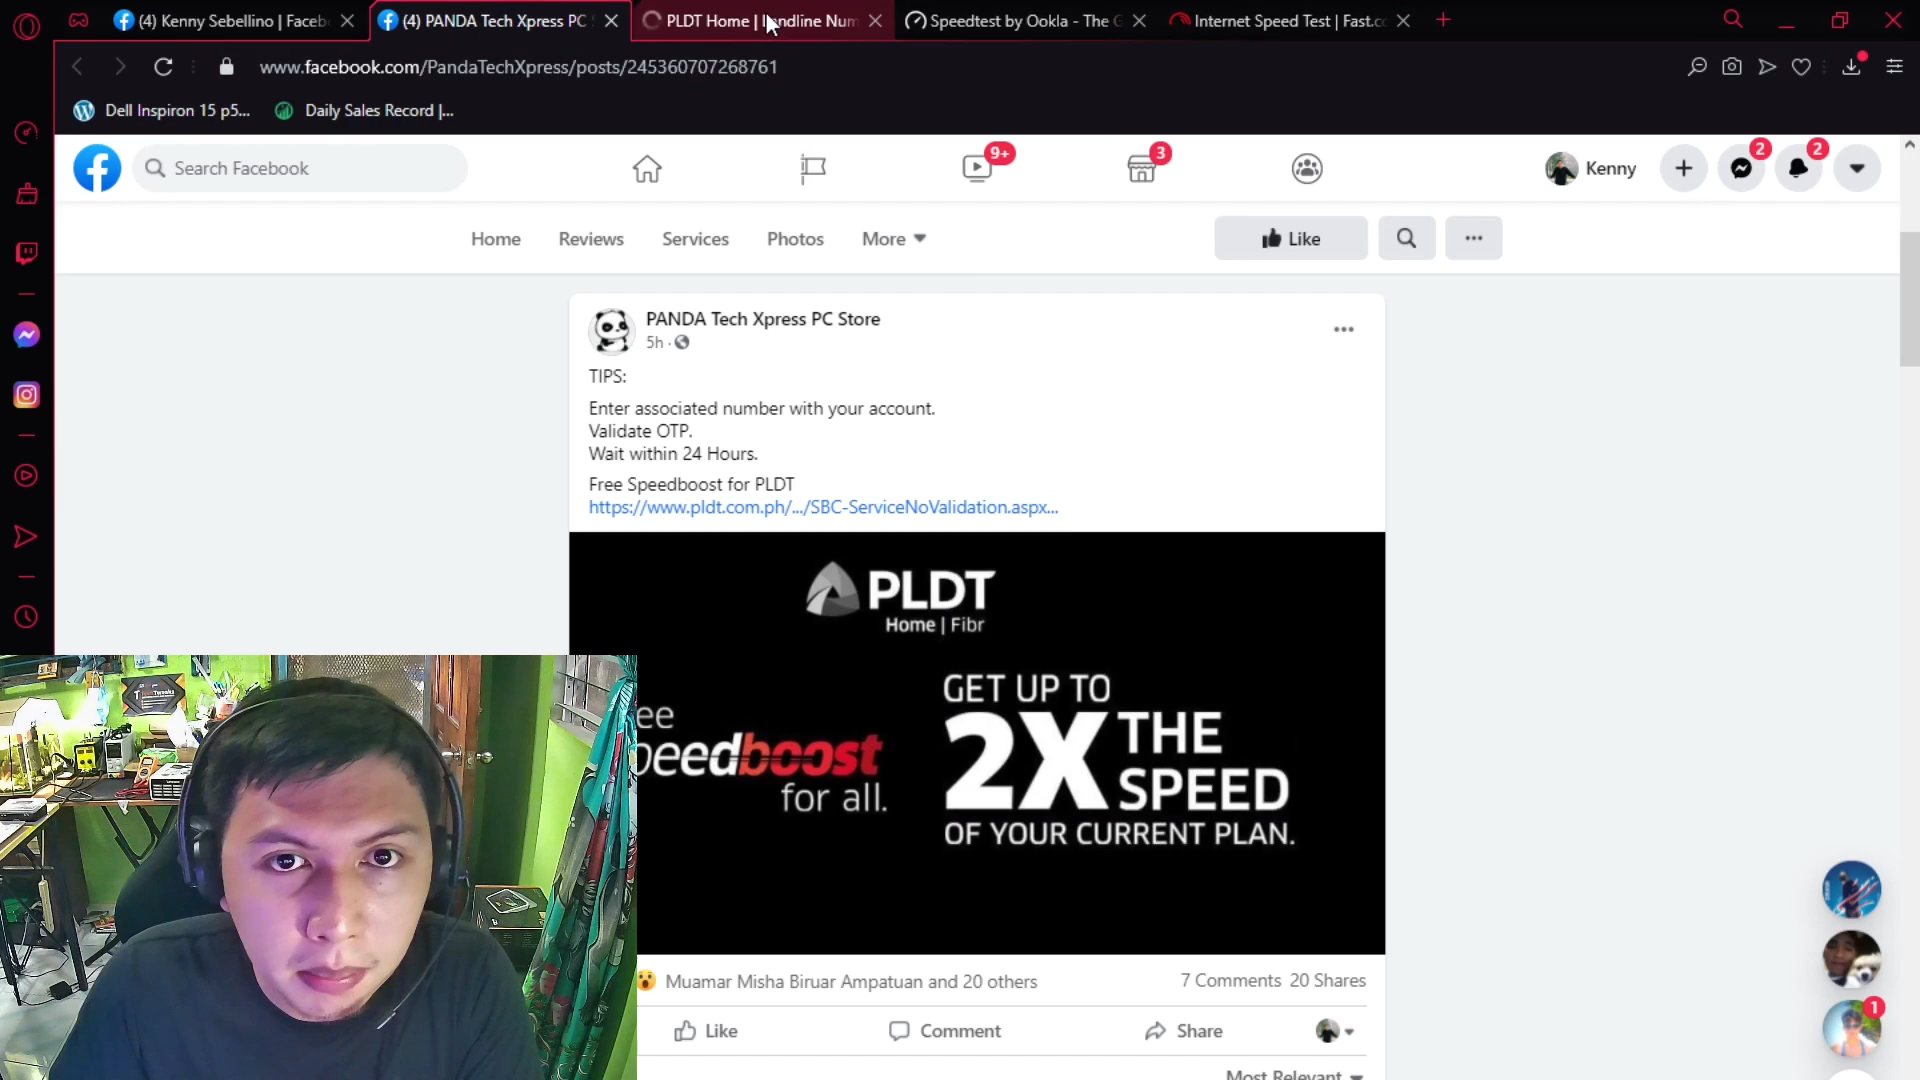 (4) Kenny Sebellino | Faceb
(4) PANDA Tech Xpress PC
PLDT Home | Landline Num
Speedtest by Ookla - The G
Internet Speed Test | Fast.c
www.facebook.com/PandaTechXpress/posts/245360707268761
Dell Inspiron 15 p5...
Daily Sales Record |...
Search Facebook
9+
3
Kenny
2
2
Home
Reviews
Services
Photos
More
Like
PANDA Tech Xpress PC Store
5h ·
TIPS:
Enter associated number with your account.
Validate OTP.
Wait within 24 Hours.
Free Speedboost for PLDT
https://www.pldt.com.ph/.../SBC-ServiceNoValidation.aspx...
PLDT
Home | Fibr
ee
eedboost
for all.
GET UP TO
2X THE SPEED
OF YOUR CURRENT PLAN.
Muamar Misha Biruar Ampatuan and 20 others
7 Comments 20 Shares
Like
Comment
Share
1
Most Relevant